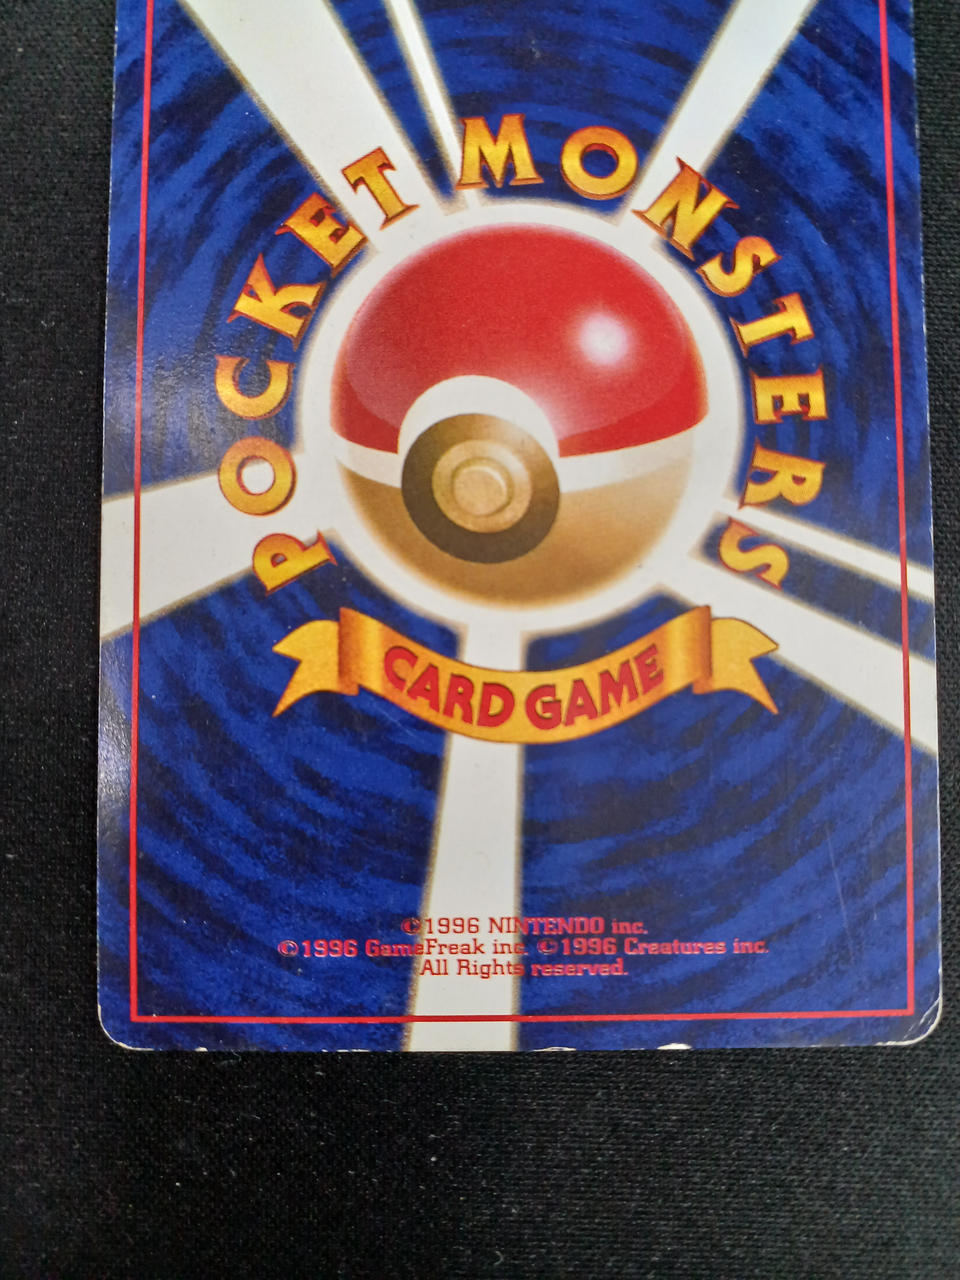 POCKET MONSTERS
CARD GAME
©1996 NINTENDO inc.
©1996 GameFreak inc. ©1996 Creatures inc.
All Rights reserved.